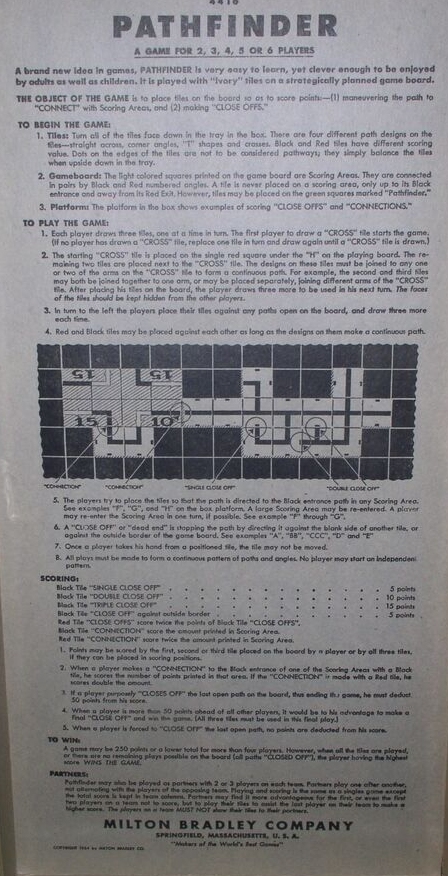 4416
PATHFINDER
A GAME FOR 2, 3, 4, 5 OR 6 PLAYERS
A brand new idea in games, PATHFINDER is very easy to learn, yet clever enough to be enjoyed
by adults as well as children. It is played with "Ivory" tiles on a strategically planned game board.
THE OBJECT OF THE GAME is to place tiles on the board so as to score points—(1) maneuvering the path to
"CONNECT" with Scoring Areas, and (2) making "CLOSE OFFS."
TO BEGIN THE GAME:
1. Tiles: Turn all of the tiles face down in the tray in the box. There are four different path designs on the
tiles—straight across, corner angles, "T" shapes and crosses. Black and Red tiles have different scoring
value. Dots on the edges of the tiles are not to be considered pathways; they simply balance the tiles
when upside down in the tray.
2. Gameboard: The light colored squares printed on the game board are Scoring Areas. They are connected
in pairs by Black and Red numbered angles. A tile is never placed on a scoring area, only up to its Black
entrance and away from its Red Exit. However, tiles may be placed on the green squares marked "Pathfinder."
3. Platform: The platform in the box shows examples of scoring "CLOSE OFFS" and "CONNECTIONS."
TO PLAY THE GAME:
1. Each player draws three tiles, one at a time in turn. The first player to draw a "CROSS" tile starts the game.
(If no player has drawn a "CROSS" tile, replace one tile in turn and draw again until a "CROSS" tile is drawn.)
2. The starting "CROSS" tile is placed on the single red square under the "H" on the playing board. The re-
maining two tiles are placed next to the "CROSS" tile. The designs on these tiles must be joined to any one
or two of the arms on the "CROSS" tile to form a continuous path. For example, the second and third tiles
may both be joined together to one arm, or may be placed separately, joining different arms of the "CROSS"
tile. After placing his tiles on the board, the player draws three more to be used in his next turn. The faces
of the tiles should be kept hidden from the other players.
3. In turn to the left the players place their tiles against any paths open on the board, and draw three more
each time.
4. Red and Black tiles may be placed against each other as long as the designs on them make a continuous path.
15 15
15 10
"CONNECTION" "CONNECTION" "SINGLE CLOSE OFF" "DOUBLE CLOSE OFF"
5. The players try to place the tiles so that the path is directed to the Black entrance path in any Scoring Area.
See examples "F", "G", and "H" on the box platform. A large Scoring Area may be re-entered. A player
may re-enter the Scoring Area in one turn, if possible. See example "F" through "G".
6. A "CLOSE OFF" or "dead end" is stopping the path by directing it against the blank side of another tile, or
against the outside border of the game board. See examples "A", "BB", "CCC", "D" and "E"
7. Once a player takes his hand from a positioned tile, the tile may not be moved.
8. All plays must be made to form a continuous pattern of paths and angles. No player may start an independent
pattern.
SCORING:
Black Tile "SINGLE CLOSE OFF" . . . . . . . . . . 5 points
Black Tile "DOUBLE CLOSE OFF" . . . . . . . . . . 10 points
Black Tile "TRIPLE CLOSE OFF" . . . . . . . . . . 15 points
Black Tile "CLOSE OFF" against outside border . . . . . . . . 5 points
Red Tile "CLOSE OFFS" score twice the points of Black Tile "CLOSE OFFS".
Black Tile "CONNECTION" score the amount printed in Scoring Area.
Red Tile "CONNECTION" score twice the amount printed in Scoring Area.
1. Points may be scored by the first, second or third tile placed on the board by a player or by all three tiles,
if they can be placed in scoring positions.
2. When a player makes a "CONNECTION" to the Black entrance of one of the Scoring Areas with a Black
tile, he scores the number of points printed in that area. If the "CONNECTION" is made with a Red tile, he
scores double the amount.
3. If a player purposely "CLOSES OFF" the last open path on the board, thus ending the game, he must deduct
50 points from his score.
4. When a player is more than 50 points ahead of all other players, it would be to his advantage to make a
final "CLOSE OFF" and win the game. (All three tiles must be used in this final play.)
5. When a player is forced to "CLOSE OFF" the last open path, no points are deducted from his score.
TO WIN:
A game may be 250 points or a lower total for more than four players. However, when all the tiles are played,
or there are no remaining plays possible on the board (all paths "CLOSED OFF"), the player having the highest
score WINS THE GAME.
PARTNERS:
Pathfinder may also be played as partners with 2 or 3 players on each team. Partners play one after another,
not alternating with the players of the opposing team. Playing and scoring is the same as a singles game except
the total score is kept in team column. Partners may find it more advantageous for the first, or even the first
two players on a team not to score, but to play their tiles to assist the last player on their team to make a
higher score. The players on a team MUST NOT show their tiles to their partners.
MILTON BRADLEY COMPANY
SPRINGFIELD, MASSACHUSETTS, U. S. A.
"Makers of the World's Best Games"
COPYRIGHT 1954 BY MILTON BRADLEY CO.